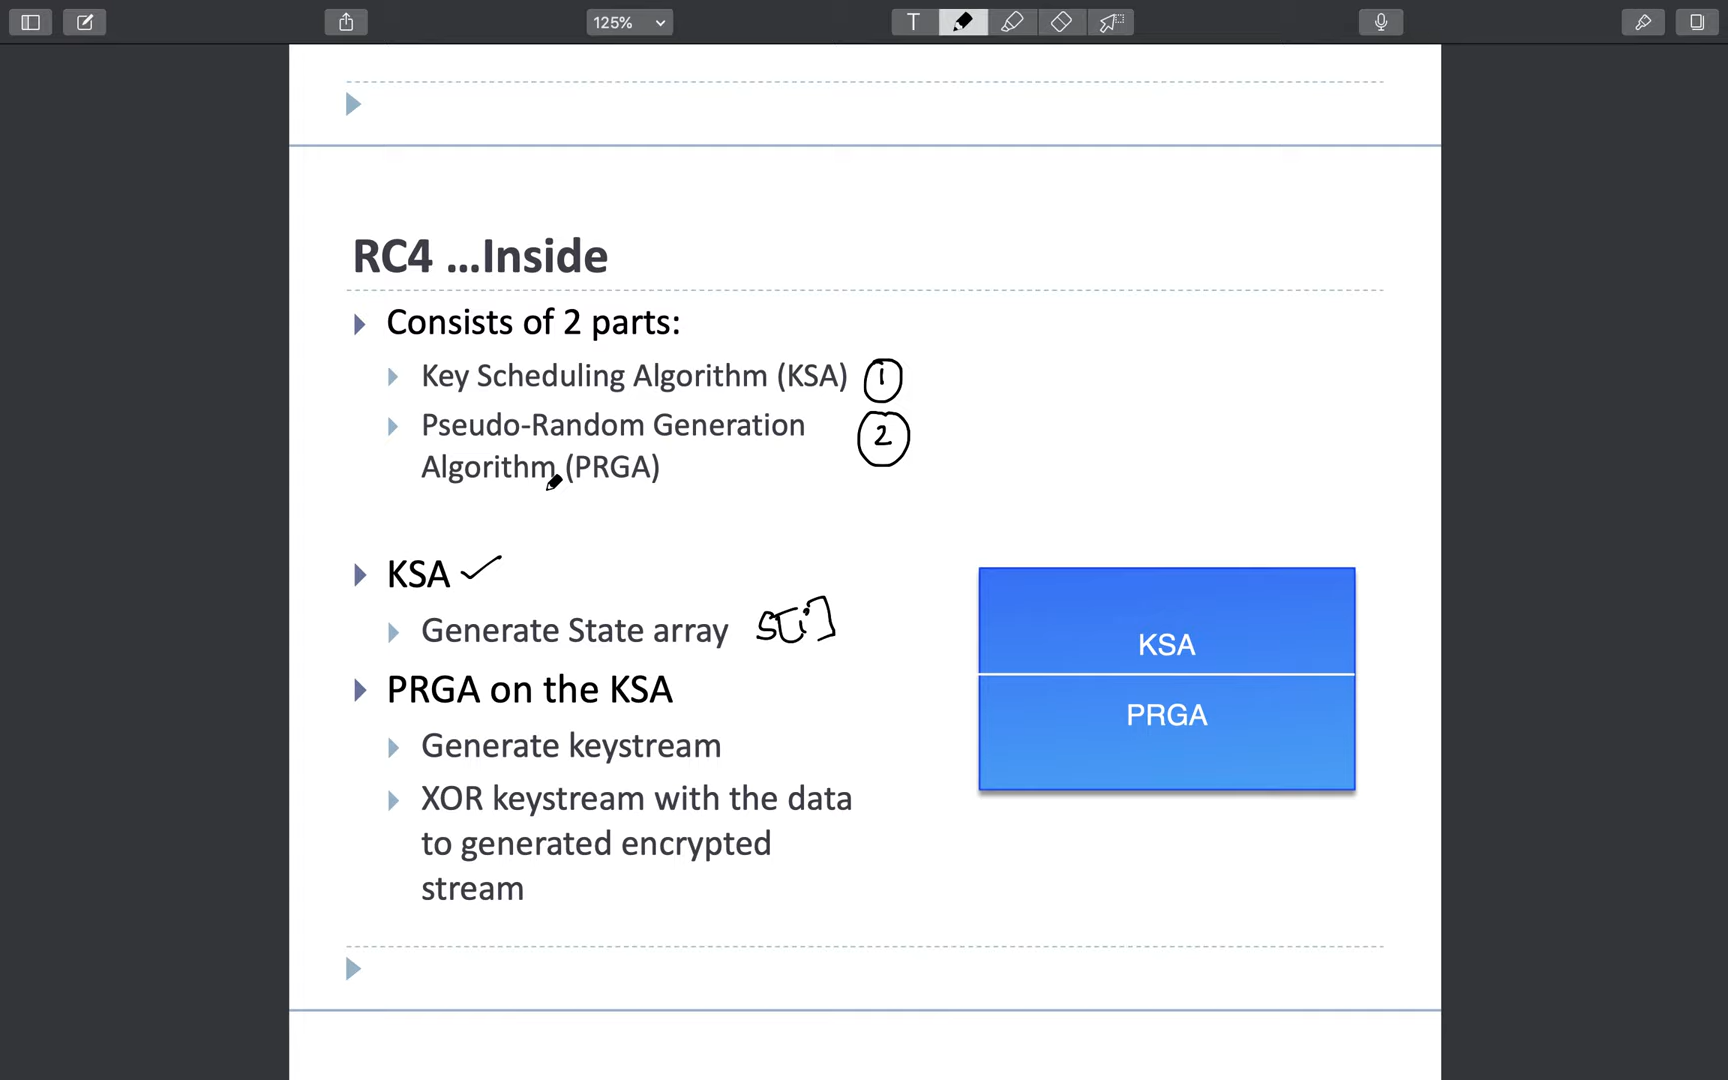 125%
T
RC4 ...Inside
Consists of 2 parts:
Key Scheduling Algorithm (KSA) 1
Pseudo-Random Generation 2
Algorithm (PRGA)
KSA
Generate State array S[i]
PRGA on the KSA
Generate keystream
XOR keystream with the data
to generated encrypted
stream
KSA
PRGA